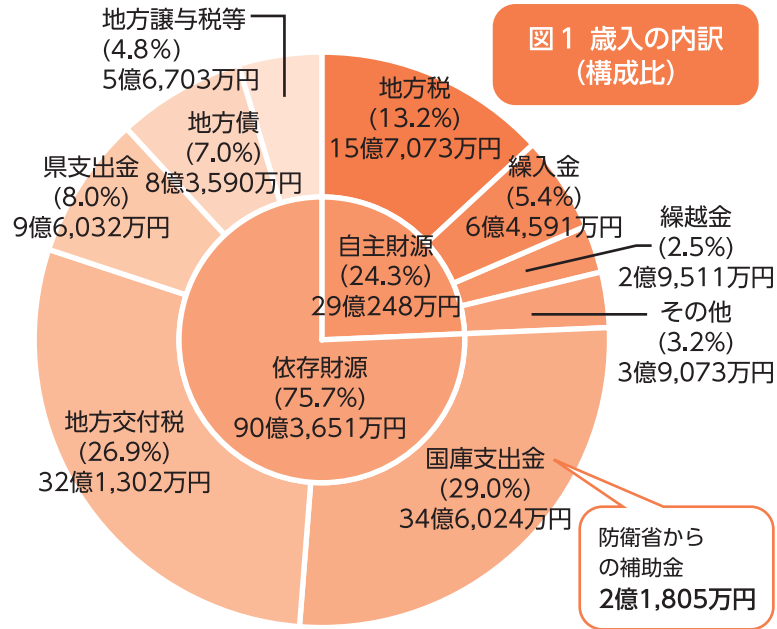 図1 歳入の内訳
(構成比)
地方譲与税等
(4.8%)
5億6,703万円
地方税
(13.2%)
15億7,073万円
地方債
(7.0%)
8億3,590万円
繰入金
(5.4%)
6億4,591万円
県支出金
(8.0%)
9億6,032万円
繰越金
(2.5%)
2億9,511万円
自主財源
(24.3%)
29億248万円
その他
(3.2%)
3億9,073万円
依存財源
(75.7%)
90億3,651万円
地方交付税
(26.9%)
32億1,302万円
国庫支出金
(29.0%)
34億6,024万円
防衛省から
の補助金
2億1,805万円